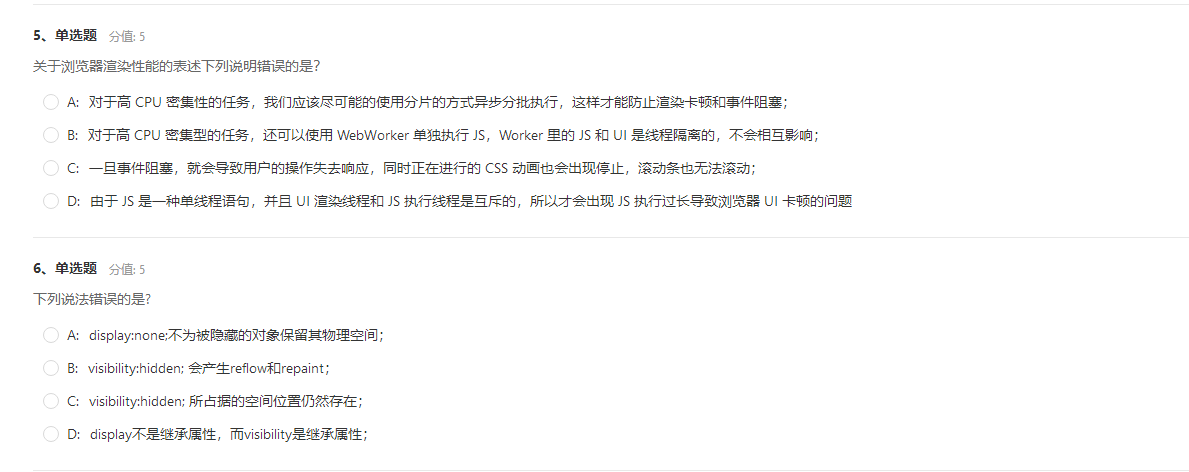 5、单选题 分值: 5
关于浏览器渲染性能的表述下列说明错误的是?
A: 对于高 CPU 密集性的任务，我们应该尽可能的使用分片的方式异步分批执行，这样才能防止渲染卡顿和事件阻塞；
B: 对于高 CPU 密集型的任务，还可以使用 WebWorker 单独执行 JS，Worker 里的 JS 和 UI 是线程隔离的，不会相互影响；
C: 一旦事件阻塞，就会导致用户的操作失去响应，同时正在进行的 CSS 动画也会出现停止，滚动条也无法滚动；
D: 由于 JS 是一种单线程语句，并且 UI 渲染线程和 JS 执行线程是互斥的，所以才会出现 JS 执行过长导致浏览器 UI 卡顿的问题
6、单选题 分值: 5
下列说法错误的是?
A: display:none;不为被隐藏的对象保留其物理空间；
B: visibility:hidden; 会产生reflow和repaint；
C: visibility:hidden; 所占据的空间位置仍然存在；
D: display不是继承属性，而visibility是继承属性；